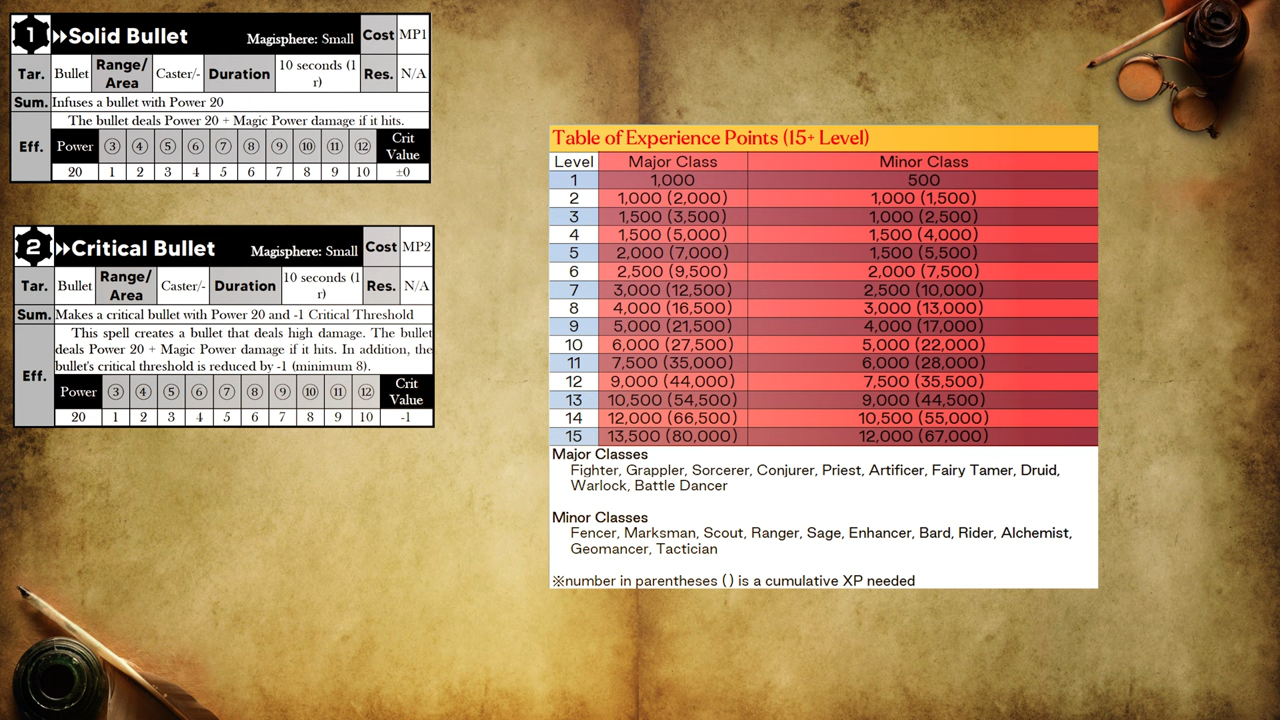 1 »Solid Bullet Magisphere: Small Cost MP1
Tar. Bullet Range/ Area Caster/- Duration 10 seconds (1 r) Res. N/A
Sum. Infuses a bullet with Power 20
Eff. The bullet deals Power 20 + Magic Power damage if it hits.
Power ③ ④ ⑤ ⑥ ⑦ ⑧ ⑨ ⑩ ⑪ ⑫ Crit Value
20 1 2 3 4 5 6 7 8 9 10 ±0
2 »Critical Bullet Magisphere: Small Cost MP2
Tar. Bullet Range/ Area Caster/- Duration 10 seconds (1 r) Res. N/A
Sum. Makes a critical bullet with Power 20 and -1 Critical Threshold
Eff. This spell creates a bullet that deals high damage. The bullet
deals Power 20 + Magic Power damage if it hits. In addition, the
bullet's critical threshold is reduced by -1 (minimum 8).
Power ③ ④ ⑤ ⑥ ⑦ ⑧ ⑨ ⑩ ⑪ ⑫ Crit Value
20 1 2 3 4 5 6 7 8 9 10 -1
Table of Experience Points (15+ Level)
Level Major Class Minor Class
1 1,000 500
2 1,000 (2,000) 1,000 (1,500)
3 1,500 (3,500) 1,000 (2,500)
4 1,500 (5,000) 1,500 (4,000)
5 2,000 (7,000) 1,500 (5,500)
6 2,500 (9,500) 2,000 (7,500)
7 3,000 (12,500) 2,500 (10,000)
8 4,000 (16,500) 3,000 (13,000)
9 5,000 (21,500) 4,000 (17,000)
10 6,000 (27,500) 5,000 (22,000)
11 7,500 (35,000) 6,000 (28,000)
12 9,000 (44,000) 7,500 (35,500)
13 10,500 (54,500) 9,000 (44,500)
14 12,000 (66,500) 10,500 (55,000)
15 13,500 (80,000) 12,000 (67,000)
Major Classes
Fighter, Grappler, Sorcerer, Conjurer, Priest, Artificer, Fairy Tamer, Druid,
Warlock, Battle Dancer
Minor Classes
Fencer, Marksman, Scout, Ranger, Sage, Enhancer, Bard, Rider, Alchemist,
Geomancer, Tactician
※number in parentheses () is a cumulative XP needed